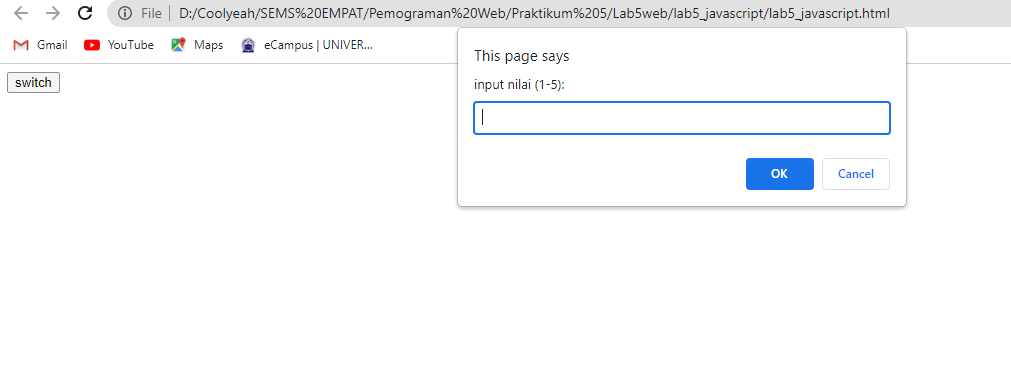 File D:/Coolyeah/SEMS%20EMPAT/Pemograman%20Web/Praktikum%205/Lab5web/lab5_javascript/lab5_javascript.html
Gmail YouTube Maps eCampus | UNIVER...
switch
This page says
input nilai (1-5):
OK Cancel